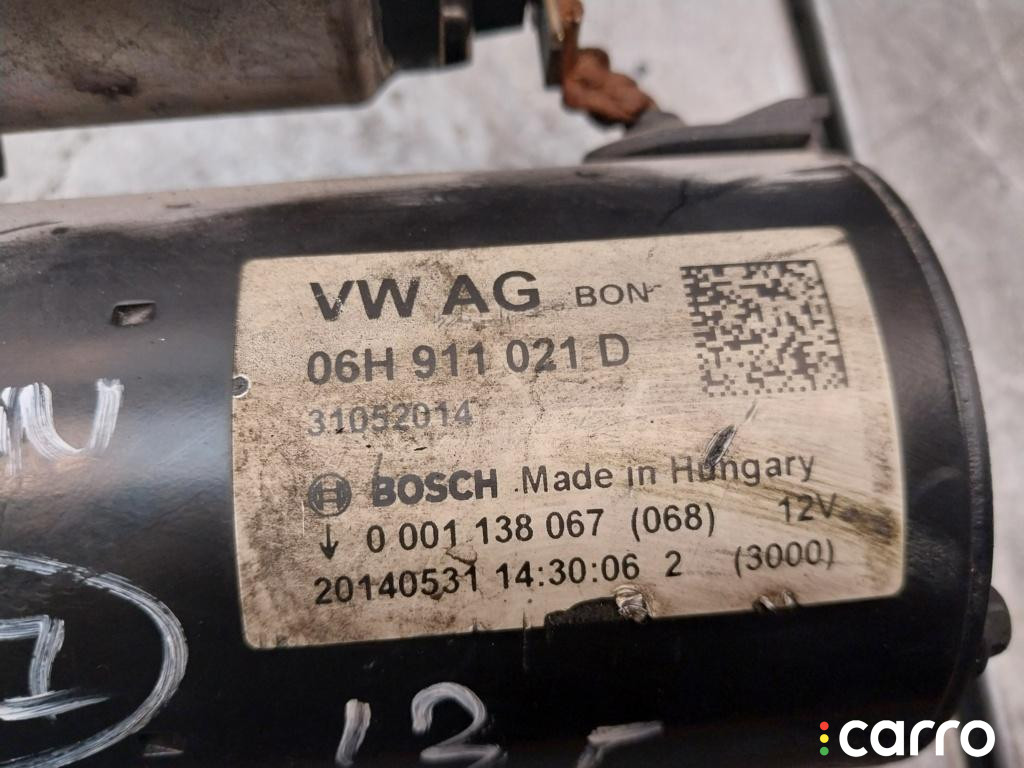 VW AG BON
06H 911 021 D
31052014
BOSCH Made in Hungary
↓ 0 001 138 067 (068) 12V
20140531 14:30:06 2 (3000)
carro